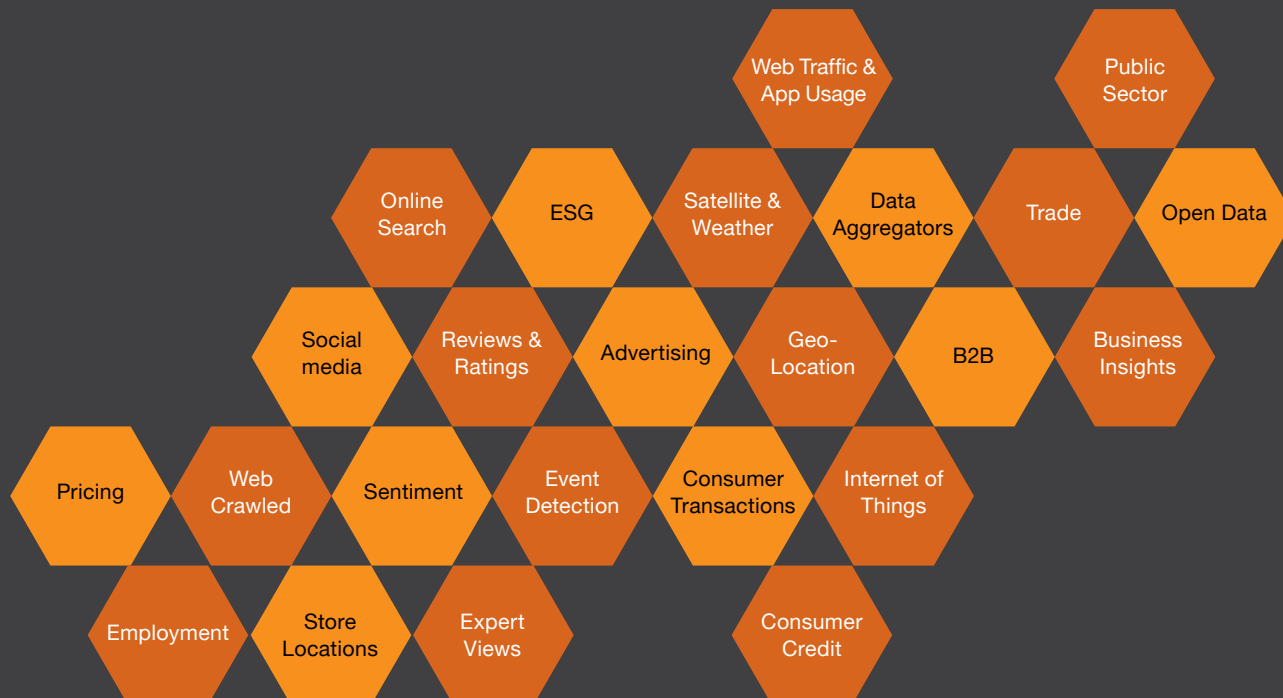 Web Traffic &
App Usage
Public
Sector
Online
Search
ESG
Satellite &
Weather
Data
Aggregators
Trade
Open Data
Social
media
Reviews &
Ratings
Advertising
Geo-
Location
B2B
Business
Insights
Pricing
Web
Crawled
Sentiment
Event
Detection
Consumer
Transactions
Internet of
Things
Employment
Store
Locations
Expert
Views
Consumer
Credit